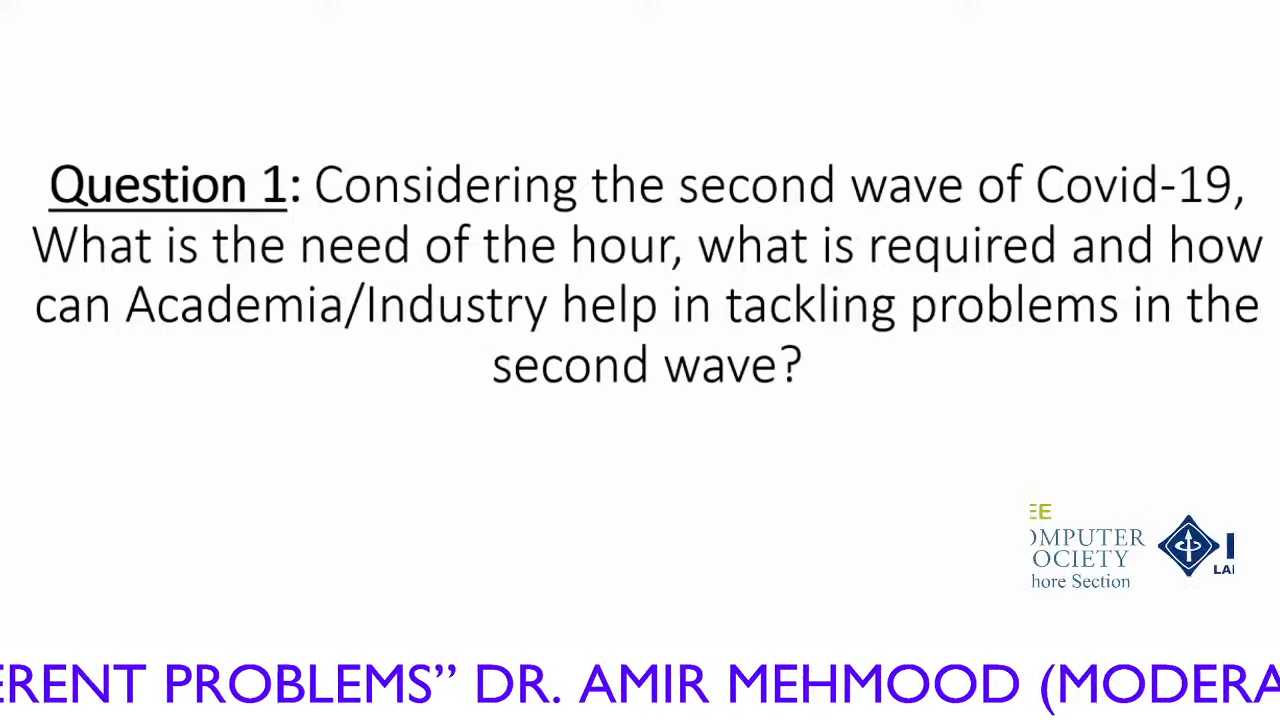 Question 1: Considering the second wave of Covid-19,
What is the need of the hour, what is required and how
can Academia/Industry help in tackling problems in the
second wave?
EE
OMPUTER
OCIETY
hore Section
LA
ERENT PROBLEMS” DR. AMIR MEHMOOD (MODERA